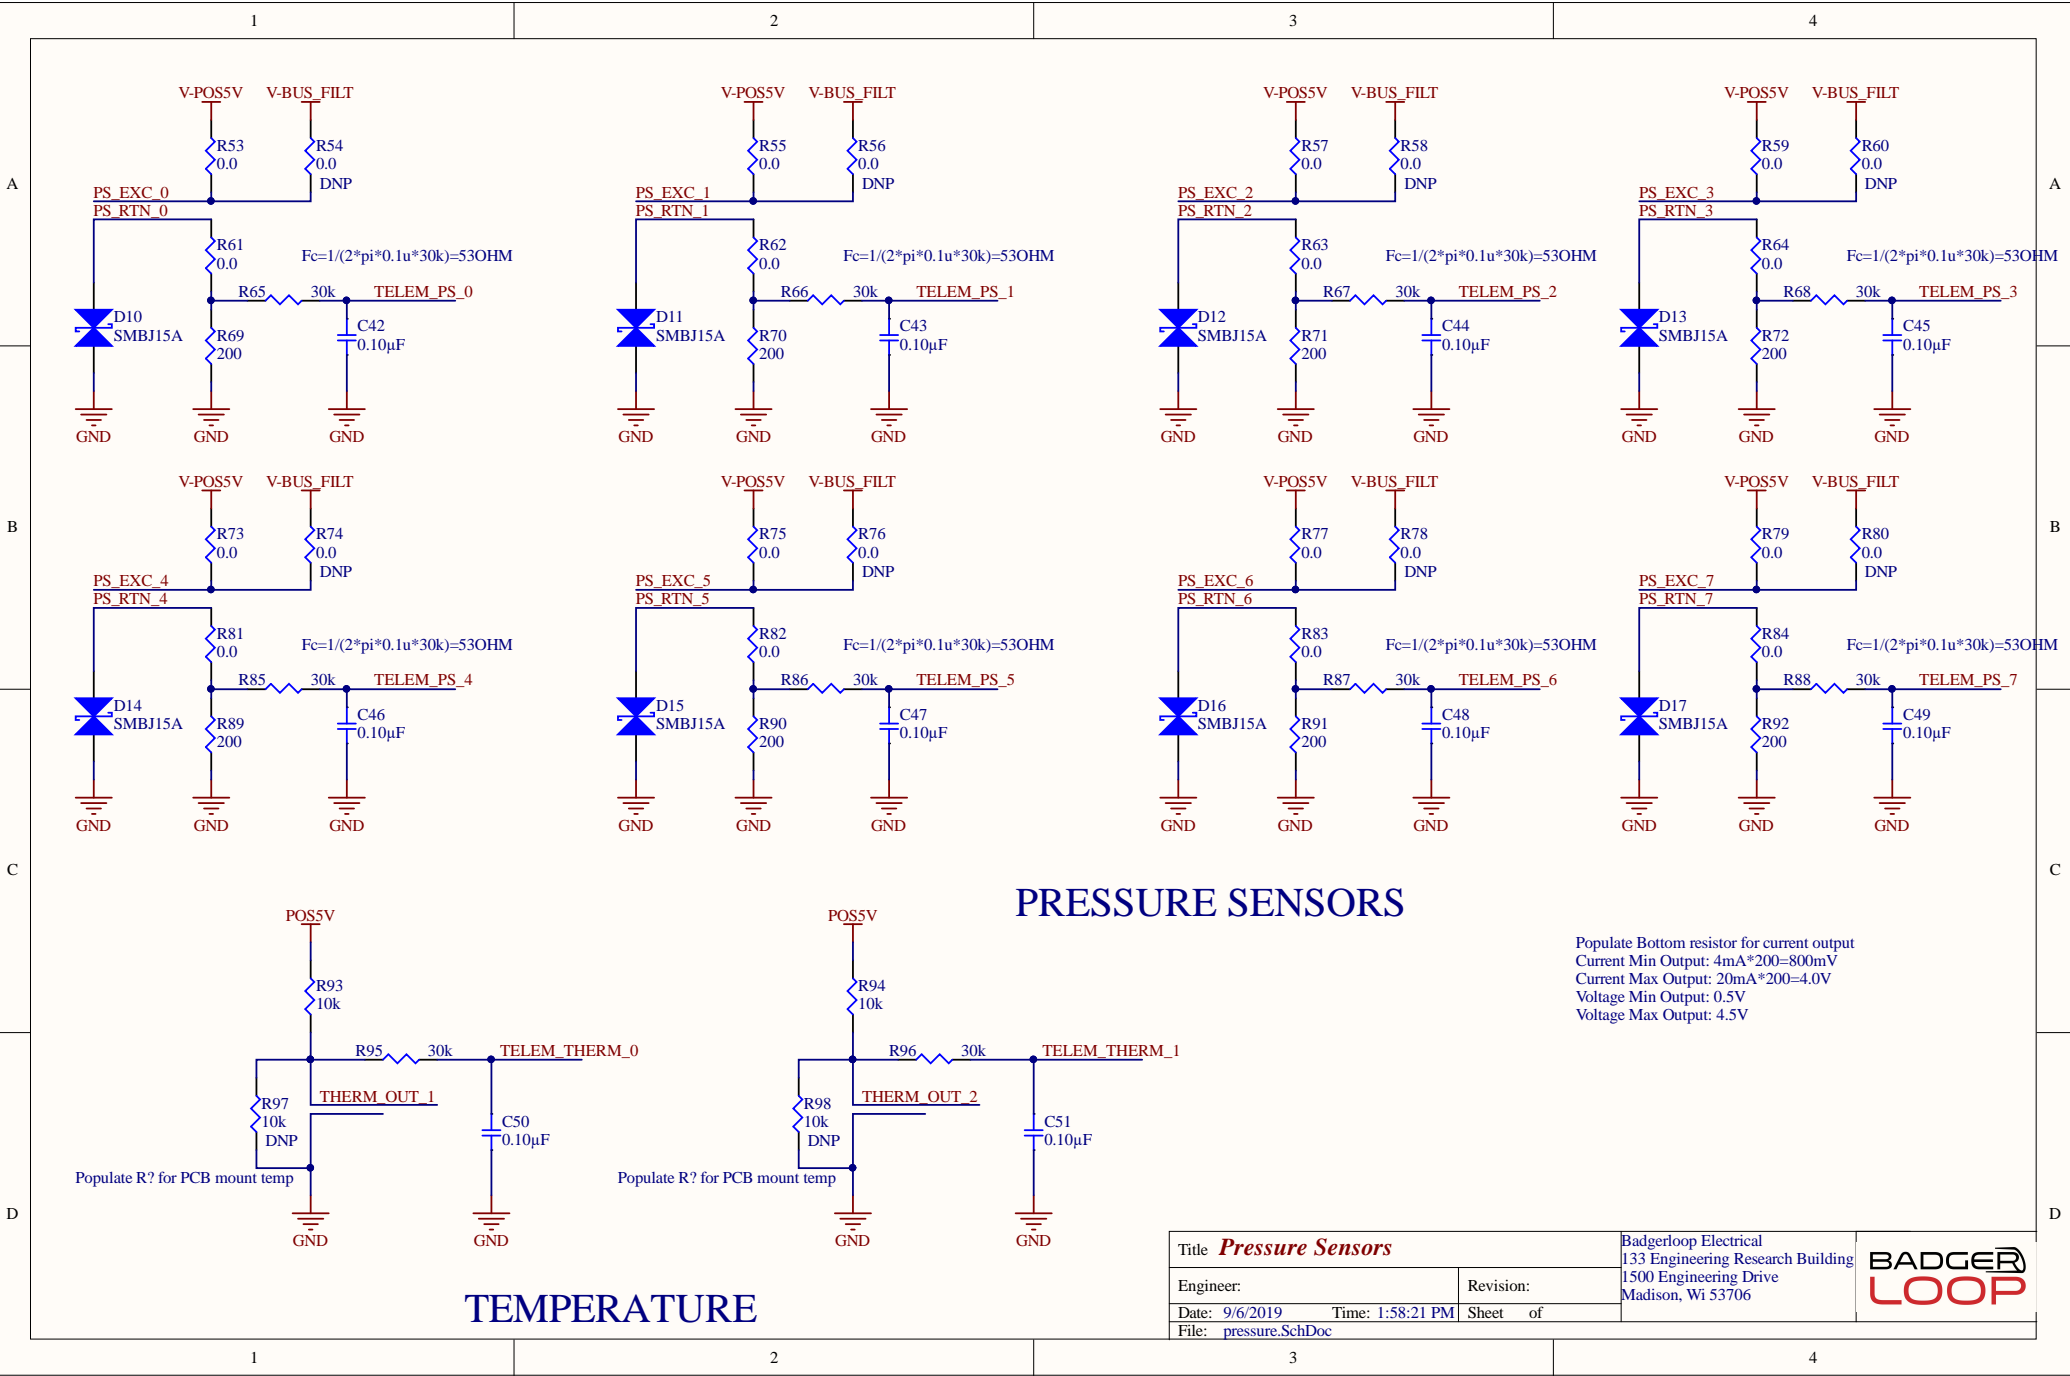 1 2 3 4
V-POS5V V-BUS_FILT V-POS5V V-BUS_FILT V-POS5V V-BUS_FILT V-POS5V V-BUS_FILT
R53 R54 R55 R56 R57 R58 R59 R60
0.0 0.0 0.0 0.0 0.0 0.0 0.0 0.0
A DNP DNP DNP DNP A
PS_EXC_0 PS_EXC_1 PS_EXC_2 PS_EXC_3
PS_RTN_0 PS_RTN_1 PS_RTN_2 PS_RTN_3
R61 R62 R63 R64
0.0 Fc=1/(2*pi*0.1u*30k)=53OHM 0.0 Fc=1/(2*pi*0.1u*30k)=53OHM 0.0 Fc=1/(2*pi*0.1u*30k)=53OHM 0.0 Fc=1/(2*pi*0.1u*30k)=53OHM
R65 30k TELEM_PS_0 R66 30k TELEM_PS_1 R67 30k TELEM_PS_2 R68 30k TELEM_PS_3
D10 R69 C42 D11 R70 C43 D12 R71 C44 D13 R72 C45
SMBJ15A 200 0.10µF SMBJ15A 200 0.10µF SMBJ15A 200 0.10µF SMBJ15A 200 0.10µF
GND GND GND GND GND GND GND GND GND GND GND GND
V-POS5V V-BUS_FILT V-POS5V V-BUS_FILT V-POS5V V-BUS_FILT V-POS5V V-BUS_FILT
B B
R73 R74 R75 R76 R77 R78 R79 R80
0.0 0.0 0.0 0.0 0.0 0.0 0.0 0.0
DNP DNP DNP DNP
PS_EXC_4 PS_EXC_5 PS_EXC_6 PS_EXC_7
PS_RTN_4 PS_RTN_5 PS_RTN_6 PS_RTN_7
R81 R82 R83 R84
0.0 Fc=1/(2*pi*0.1u*30k)=53OHM 0.0 Fc=1/(2*pi*0.1u*30k)=53OHM 0.0 Fc=1/(2*pi*0.1u*30k)=53OHM 0.0 Fc=1/(2*pi*0.1u*30k)=53OHM
R85 30k TELEM_PS_4 R86 30k TELEM_PS_5 R87 30k TELEM_PS_6 R88 30k TELEM_PS_7
D14 R89 C46 D15 R90 C47 D16 R91 C48 D17 R92 C49
SMBJ15A 200 0.10µF SMBJ15A 200 0.10µF SMBJ15A 200 0.10µF SMBJ15A 200 0.10µF
GND GND GND GND GND GND GND GND GND GND GND GND
C C
PRESSURE SENSORS
POS5V POS5V
Populate Bottom resistor for current output
Current Min Output: 4mA*200=800mV
Current Max Output: 20mA*200=4.0V
Voltage Min Output: 0.5V
Voltage Max Output: 4.5V
R93 R94
10k 10k
R95 30k TELEM_THERM_0 R96 30k TELEM_THERM_1
THERM_OUT_1 THERM_OUT_2
R97 R98
10k C50 10k C51
DNP 0.10µF DNP 0.10µF
Populate R? for PCB mount temp Populate R? for PCB mount temp
D D
GND GND GND GND
TEMPERATURE
Title Pressure Sensors
Engineer: Revision:
Date: 9/6/2019 Time: 1:58:21 PM Sheet of
File: pressure.SchDoc
Badgerloop Electrical
133 Engineering Research Building
1500 Engineering Drive
Madison, Wi 53706
BADGER
LOOP
1 2 3 4